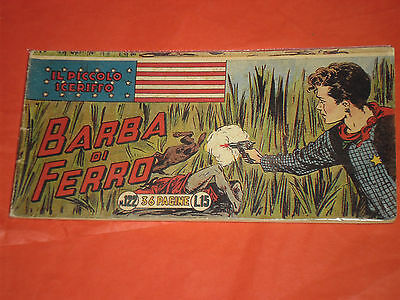 IL PICCOLO
SCERIFFO
BARBA
DI
FERRO
N.122 36 PAGINE L.15